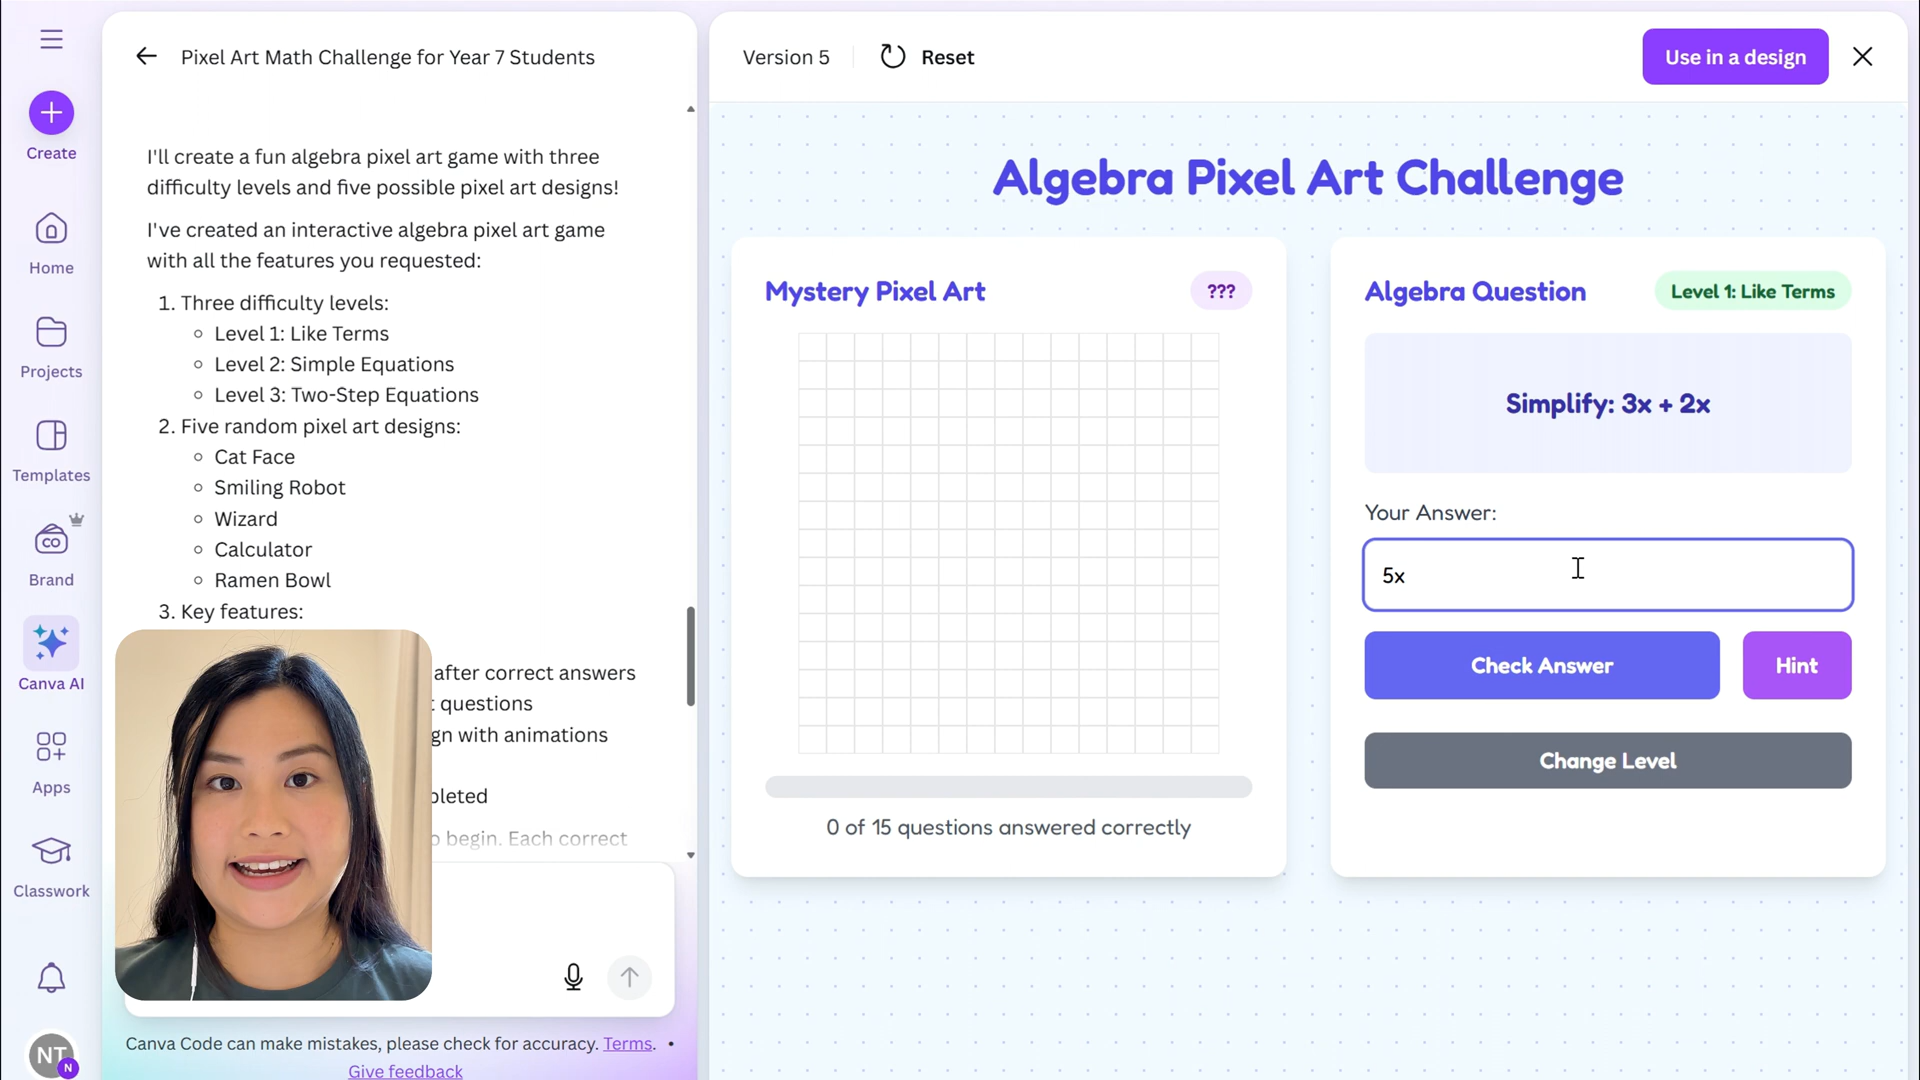 Create
Home
Projects
Templates
CO
Brand
Canva AI
Apps
Classwork
NT
N
Pixel Art Math Challenge for Year 7 Students
I'll create a fun algebra pixel art game with three
difficulty levels and five possible pixel art designs!
I've created an interactive algebra pixel art game
with all the features you requested:
1. Three difficulty levels:
Level 1: Like Terms
Level 2: Simple Equations
Level 3: Two-Step Equations
2. Five random pixel art designs:
Cat Face
Smiling Robot
Wizard
Calculator
Ramen Bowl
3. Key features:
after correct answers
questions
with animations
begin. Each correct
Canva Code can make mistakes, please check for accuracy. Terms. •
Give feedback
Version 5
Reset
Use in a design
Algebra Pixel Art Challenge
Mystery Pixel Art
???
0 of 15 questions answered correctly
Algebra Question
Level 1: Like Terms
Simplify: 3x + 2x
Your Answer:
5x
Check Answer
Hint
Change Level